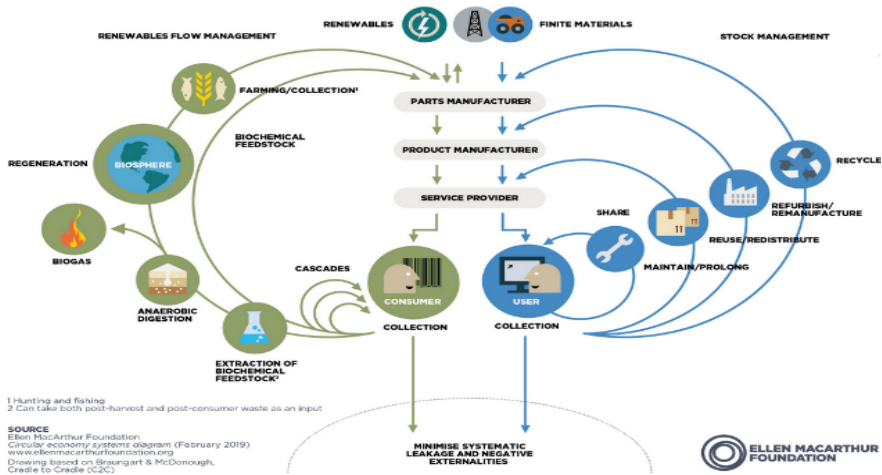 RENEWABLES
FINITE MATERIALS
RENEWABLES FLOW MANAGEMENT
STOCK MANAGEMENT
FARMING/COLLECTION¹
PARTS MANUFACTURER
BIOCHEMICAL
FEEDSTOCK
PRODUCT MANUFACTURER
REGENERATION
BIOSPHERE
RECYCLE
SERVICE PROVIDER
REFURBISH/
REMANUFACTURE
SHARE
REUSE/REDISTRIBUTE
BIOGAS
CASCADES
MAINTAIN/PROLONG
CONSUMER
USER
ANAEROBIC
DIGESTION
COLLECTION
COLLECTION
EXTRACTION OF
BIOCHEMICAL
FEEDSTOCK²
1 Hunting and fishing
2 Can take both post-harvest and post-consumer waste as an input
SOURCE
Ellen MacArthur Foundation
Circular economy systems diagram (February 2019)
www.ellenmacarthurfoundation.org
Drawing based on Braungart & McDonough,
Cradle to Cradle (C2C)
MINIMISE SYSTEMATIC
LEAKAGE AND NEGATIVE
EXTERNALITIES
ELLEN MACARTHUR
FOUNDATION